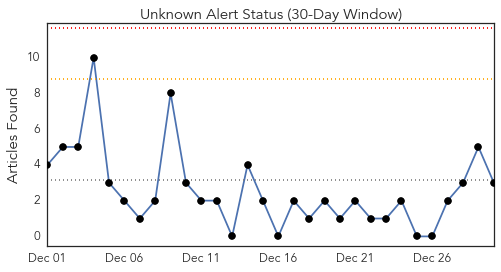 Unknown Alert Status (30-Day Window)
Articles Found
10
8
6
4
2
0
Dec 01 Dec 06 Dec 11 Dec 16 Dec 21 Dec 26